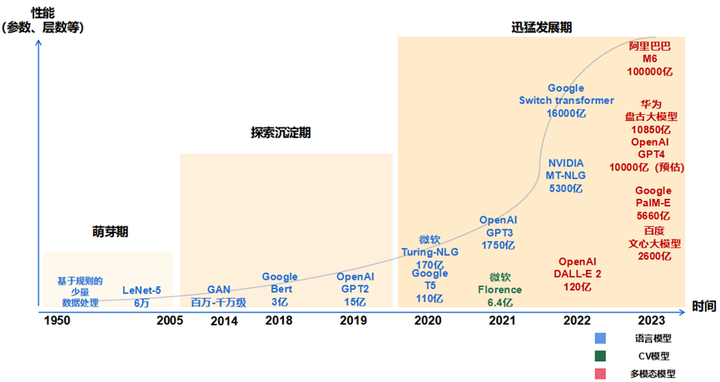 性能
(参数、层数等)
萌芽期
探索沉淀期
迅猛发展期
基于规则的
少量
数据处理
LeNet-5
6万
GAN
百万-千万级
Google
Bert
3亿
OpenAI
GPT2
15亿
微软
Turing-NLG
170亿
Google
T5
110亿
OpenAI
GPT3
1750亿
微软
Florence
6.4亿
Google
Switch transformer
16000亿
NVIDIA
MT-NLG
5300亿
OpenAI
DALL-E 2
120亿
阿里巴巴
M6
100000亿
华为
盘古大模型
10850亿
OpenAI
GPT4
10000亿 (预估)
Google
PalM-E
5660亿
百度
文心大模型
2600亿
1950
2005
2014
2018
2019
2020
2021
2022
2023
时间
语言模型
CV模型
多模态模型